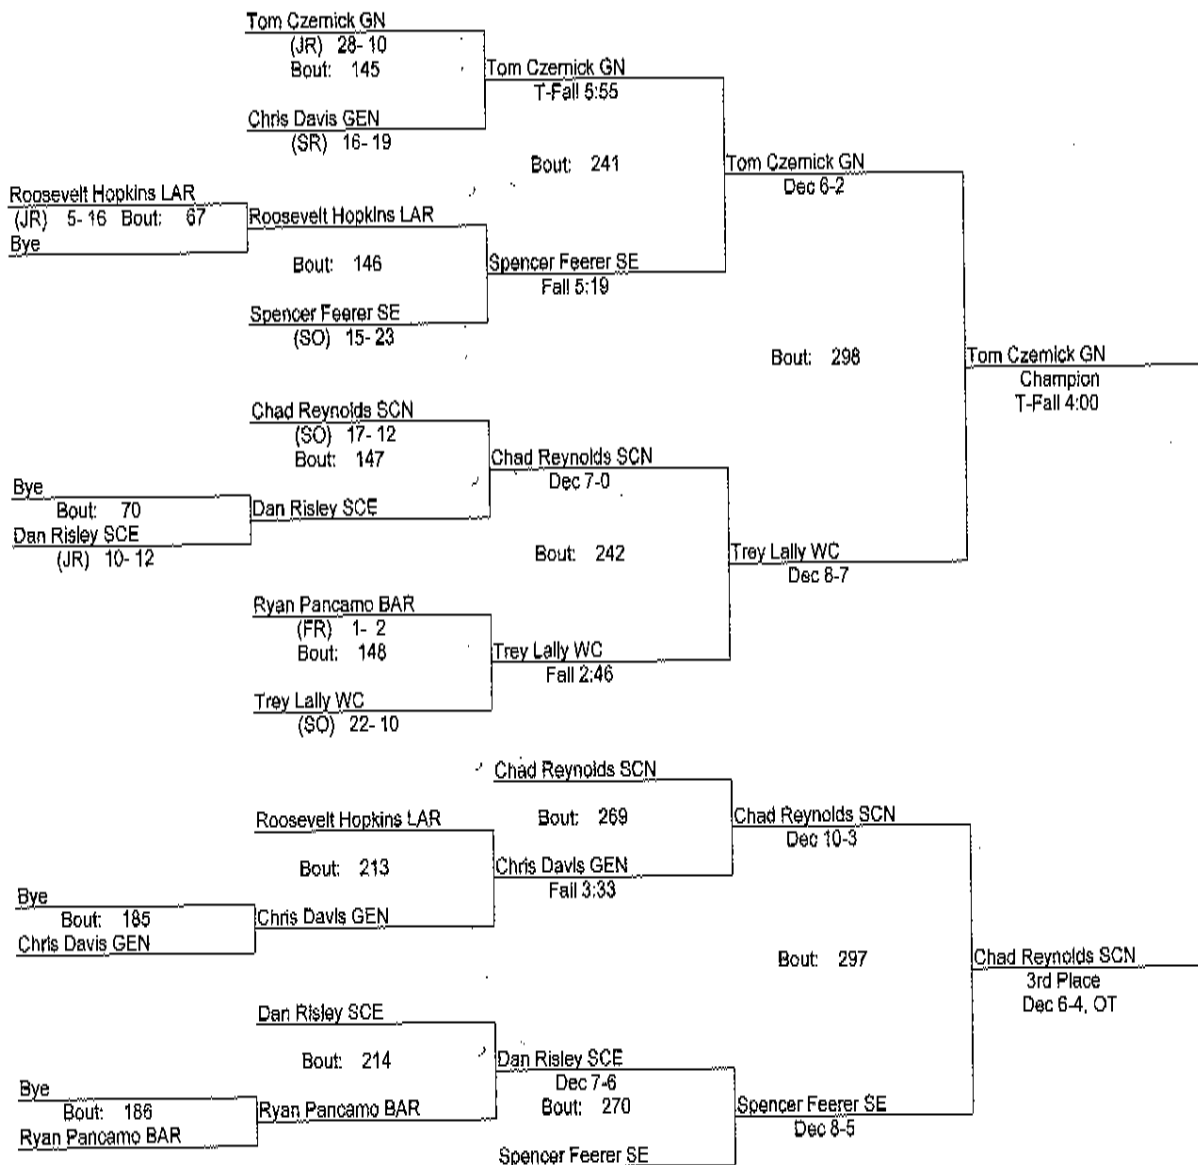 Tom Czernick GN
(JR) 28- 10
Bout: 145
Tom Czernick GN
T-Fall 5:55
Chris Davis GEN
(SR) 16- 19
Bout: 241
Tom Czernick GN
Dec 6-2
Roosevelt Hopkins LAR
(JR) 5- 16 Bout: 67
Bye
Roosevelt Hopkins LAR
Bout: 146
Spencer Feerer SE
Fall 5:19
Spencer Feerer SE
(SO) 15- 23
Bout: 298
Tom Czernick GN
Champion
T-Fall 4:00
Chad Reynolds SCN
(SO) 17- 12
Bout: 147
Chad Reynolds SCN
Dec 7-0
Bye
Bout: 70
Dan Risley SCE
(JR) 10- 12
Dan Risley SCE
Bout: 242
Trey Lally WC
Dec 8-7
Ryan Pancamo BAR
(FR) 1- 2
Bout: 148
Trey Lally WC
Fall 2:46
Trey Lally WC
(SO) 22- 10
Chad Reynolds SCN
Roosevelt Hopkins LAR
Bout: 269
Chad Reynolds SCN
Dec 10-3
Bout: 213
Chris Davis GEN
Fall 3:33
Bye
Bout: 185
Chris Davis GEN
Chris Davis GEN
Bout: 297
Chad Reynolds SCN
3rd Place
Dec 6-4, OT
Dan Risley SCE
Bout: 214
Dan Risley SCE
Dec 7-6
Bout: 270
Bye
Bout: 186
Ryan Pancamo BAR
Ryan Pancamo BAR
Spencer Feerer SE
Dec 8-5
Spencer Feerer SE